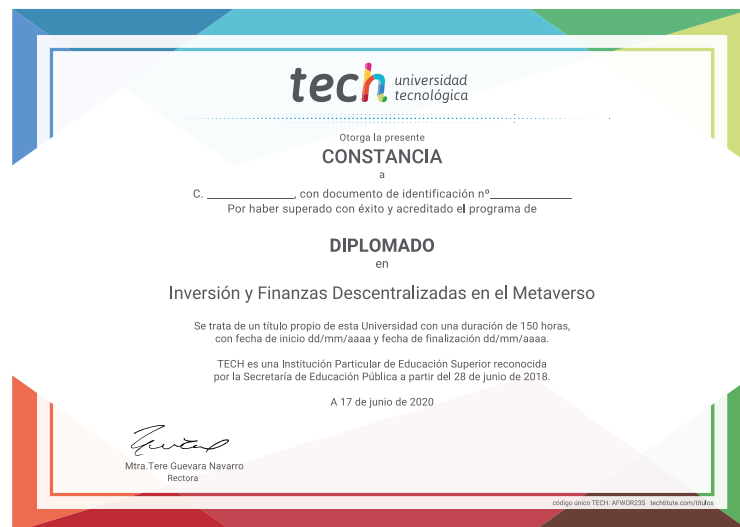 tech universidad
tecnológica
Otorga la presente
CONSTANCIA
a
C. ______________, con documento de identificación nº______________
Por haber superado con éxito y acreditado el programa de
DIPLOMADO
en
Inversión y Finanzas Descentralizadas en el Metaverso
Se trata de un título propio de esta Universidad con una duración de 150 horas,
con fecha de inicio dd/mm/aaaa y fecha de finalización dd/mm/aaaa.
TECH es una Institución Particular de Educación Superior reconocida
por la Secretaría de Educación Pública a partir del 28 de junio de 2018.
A 17 de junio de 2020
Mtra.Tere Guevara Navarro
Rectora
código único TECH: AFWOR23S techtitute.com/titulos